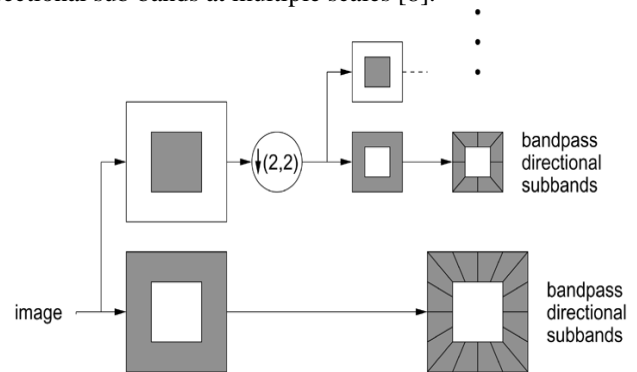 ectional sub-bands at multiple scales [8].
(2,2)
bandpass
directional
subbands
image
bandpass
directional
subbands